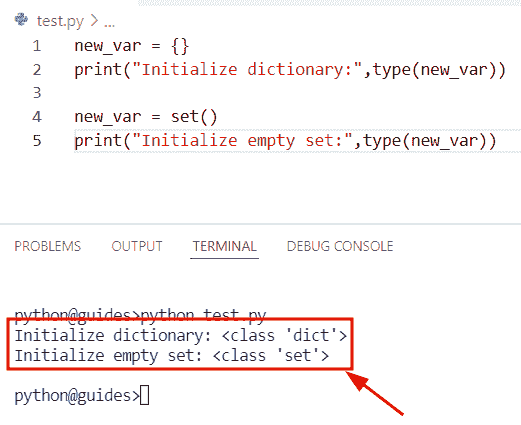 test.py > ...
1 new_var = {}
2 print("Initialize dictionary:",type(new_var))
3
4 new_var = set()
5 print("Initialize empty set:",type(new_var))
PROBLEMS OUTPUT TERMINAL DEBUG CONSOLE
python@guides>python test.py
Initialize dictionary: <class 'dict'>
Initialize empty set: <class 'set'>
python@guides>